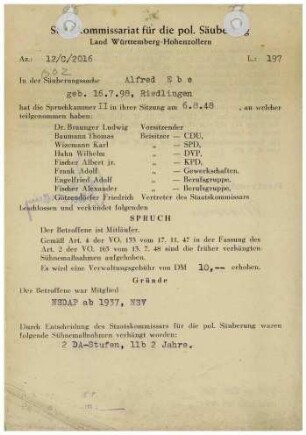 Staatskommissariat für die pol. Säuberung
Land Württemberg-Hohenzollern
Az.: 12/C/2016
L.: 197
In der Säuberungssache Alfred E b e
geb. 16.7.98, Riedlingen
hat die Spruchkammer II in ihrer Sitzung am 6.8.48 , an welcher
teilgenommen haben:
Dr. Braunger Ludwig Vorsitzender
Baumann Thomas Beisitzer — CDU,
Wizemann Karl — SPD,
Hahn Wilhelm — DVP,
Fischer Albert jr. — KPD,
Frank Adolf — Gewerkschaften,
Engelfried Adolf — Berufsgruppe,
Fischer Alexander — Berufsgruppe,
Götzendörfer Friedrich Vertreter des Staatskommissars
beschlossen und verkündet folgenden
SPRUCH
Der Betroffene ist Mitläufer.
Gemäß Art. 4 der VO. 133 vom 17. 11. 47 in der Fassung des
Art. 2 der VO. 165 vom 13. 7. 48 sind die früher verhängten
Sühnemaßnahmen aufgehoben.
Es wird eine Verwaltungsgebühr von DM 10,-- erhoben.
Gründe
Der Betroffene war Mitglied
NSDAP ab 1937, NSV
Durch Entscheidung des Staatskommissars für die pol. Säuberung waren
folgende Sühnemaßnahmen verhängt worden:
2 DA-Stufen, 11b 2 Jahre.